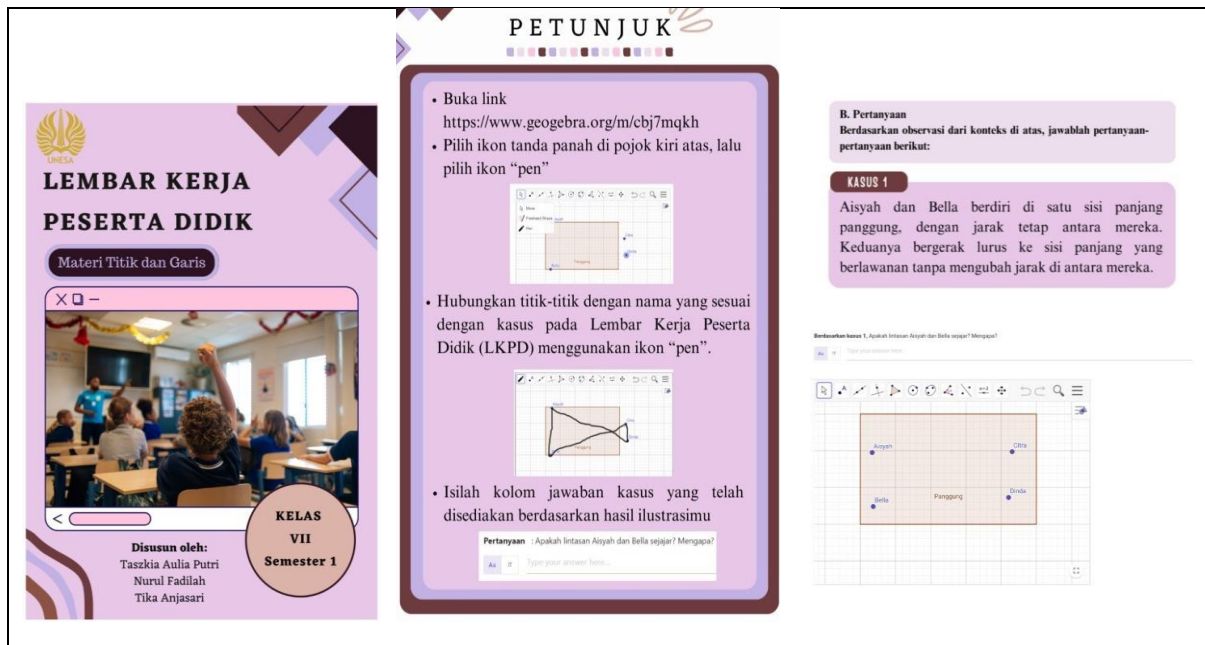 UNESA
LEMBAR KERJA
PESERTA DIDIK
Materi Titik dan Garis
KELAS
VII
Semester 1
Disusun oleh:
Taszkia Aulia Putri
Nurul Fadilah
Tika Anjasari
PETUNJUK
• Buka link
https://www.geogebra.org/m/cbj7mqkh
• Pilih ikon tanda panah di pojok kiri atas, lalu
pilih ikon “pen”
Panggung
• Hubungkan titik-titik dengan nama yang sesuai
dengan kasus pada Lembar Kerja Peserta
Didik (LKPD) menggunakan ikon “pen”.
Panggung
• Isilah kolom jawaban kasus yang telah
disediakan berdasarkan hasil ilustrasimu
Pertanyaan : Apakah lintasan Aisyah dan Bella sejajar? Mengapa?
Type your answer here...
B. Pertanyaan
Berdasarkan observasi dari konteks di atas, jawablah pertanyaan-
pertanyaan berikut:
KASUS 1
Aisyah dan Bella berdiri di satu sisi panjang
panggung, dengan jarak tetap antara mereka.
Keduanya bergerak lurus ke sisi panjang yang
berlawanan tanpa mengubah jarak di antara mereka.
Berdasarkan kasus 1, Apakah lintasan Aisyah dan Bella sejajar? Mengapa?
Type your answer here...
Aisyah
Citra
Bella
Panggung
Dinda